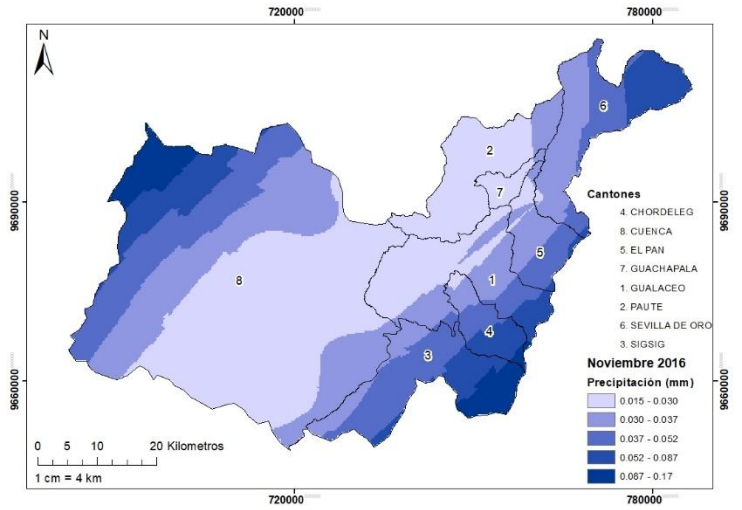 720000
780000
N
6
2
Cantones
7
9690000
9690000
4. CHORDELEG
8. CUENCA
5
5. EL PAN
7. GUACHAPALA
8
1
1. GUALACEO
2. PAUTE
6. SEVILLA DE ORO
4
3. SIGSIG
3
Noviembre 2016
9660000
9660000
Precipitación (mm)
0.015 - 0.030
0.030 - 0.037
0 5 10 20 Kilometros
0.037 - 0.052
0.052 - 0.087
1 cm = 4 km
0.087 - 0.17
720000
780000